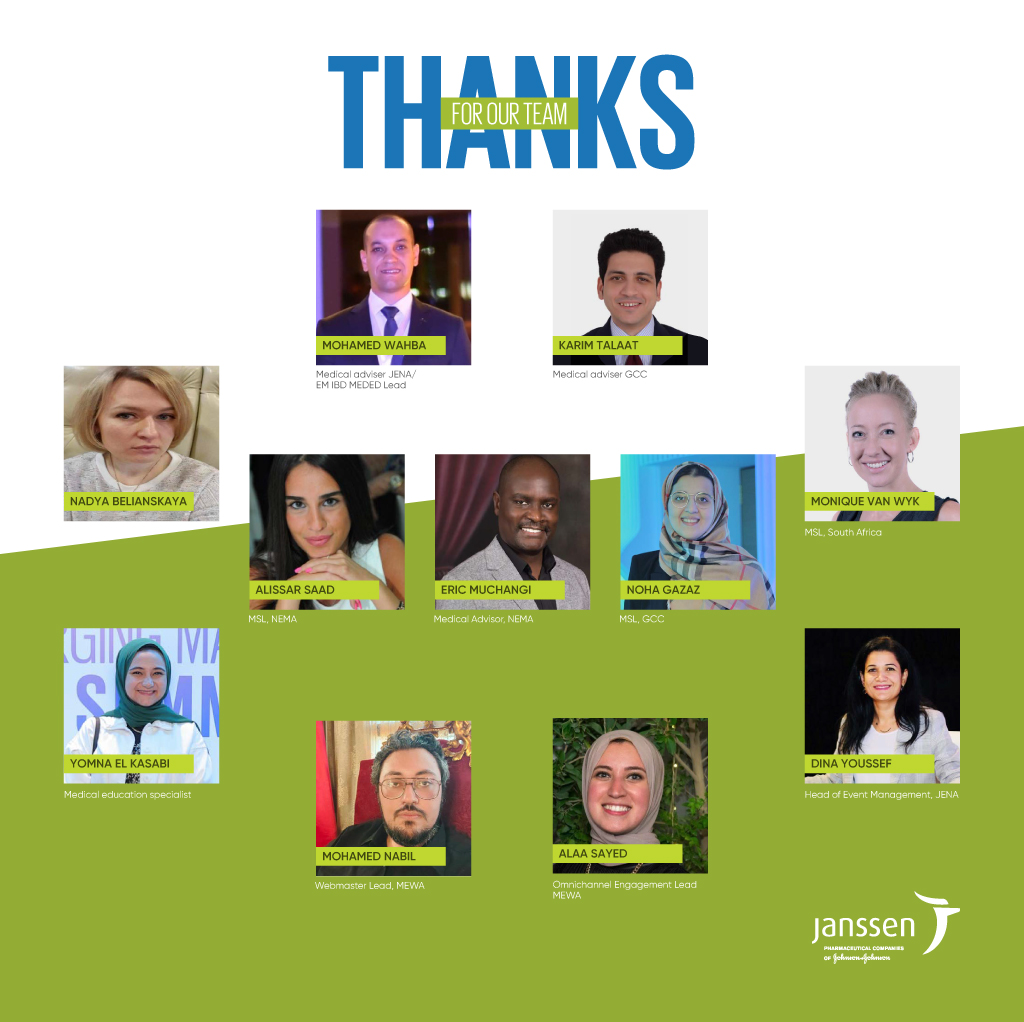 THANKS
FOR OUR TEAM
MOHAMED WAHBA
Medical adviser JENA/
EM IBD MEDED Lead
KARIM TALAAT
Medical adviser GCC
NADYA BELIANSKAYA
MONIQUE VAN WYK
MSL, South Africa
ALISSAR SAAD
MSL, NEMA
ERIC MUCHANGI
Medical Advisor, NEMA
NOHA GAZAZ
MSL, GCC
RGING MA
SUMM
YOMNA EL KASABI
Medical education specialist
DINA YOUSSEF
Head of Event Management, JENA
MOHAMED NABIL
Webmaster Lead, MEWA
ALAA SAYED
Omnichannel Engagement Lead
MEWA
janssen
PHARMACEUTICAL COMPANIES
OF Johnson & Johnson